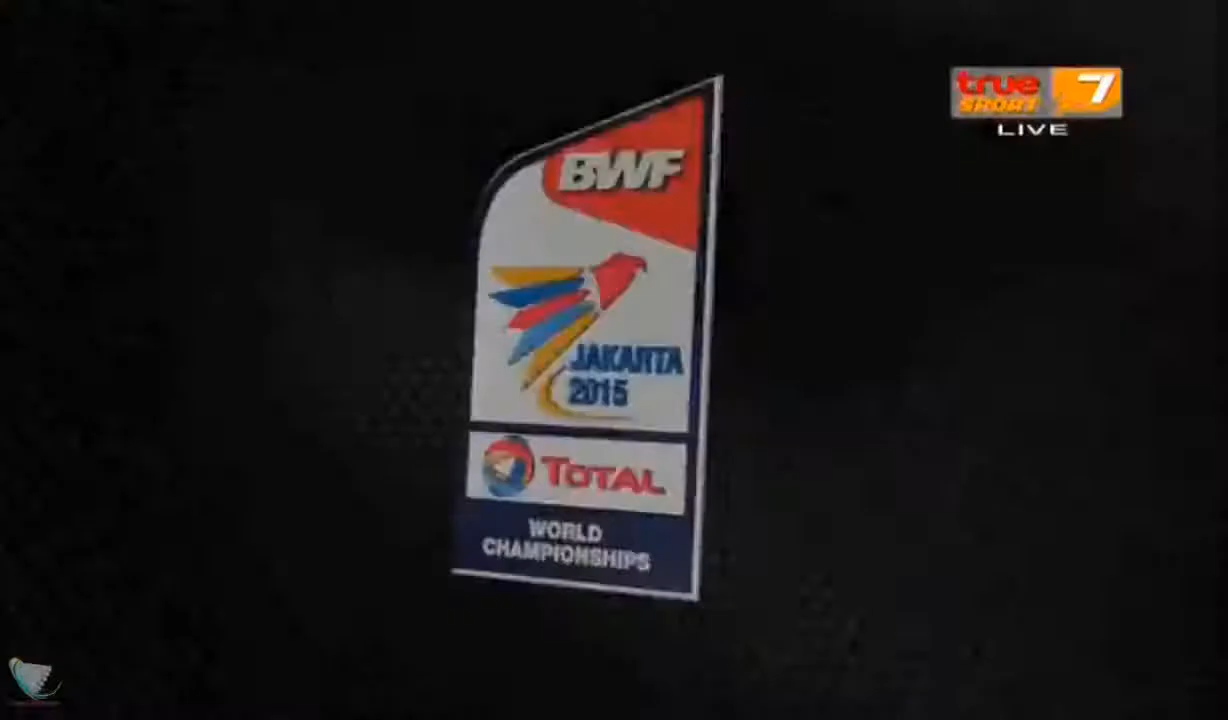 true
SPORT 7
LIVE
BWF
JAKARTA
2015
TOTAL
WORLD
CHAMPIONSHIPS